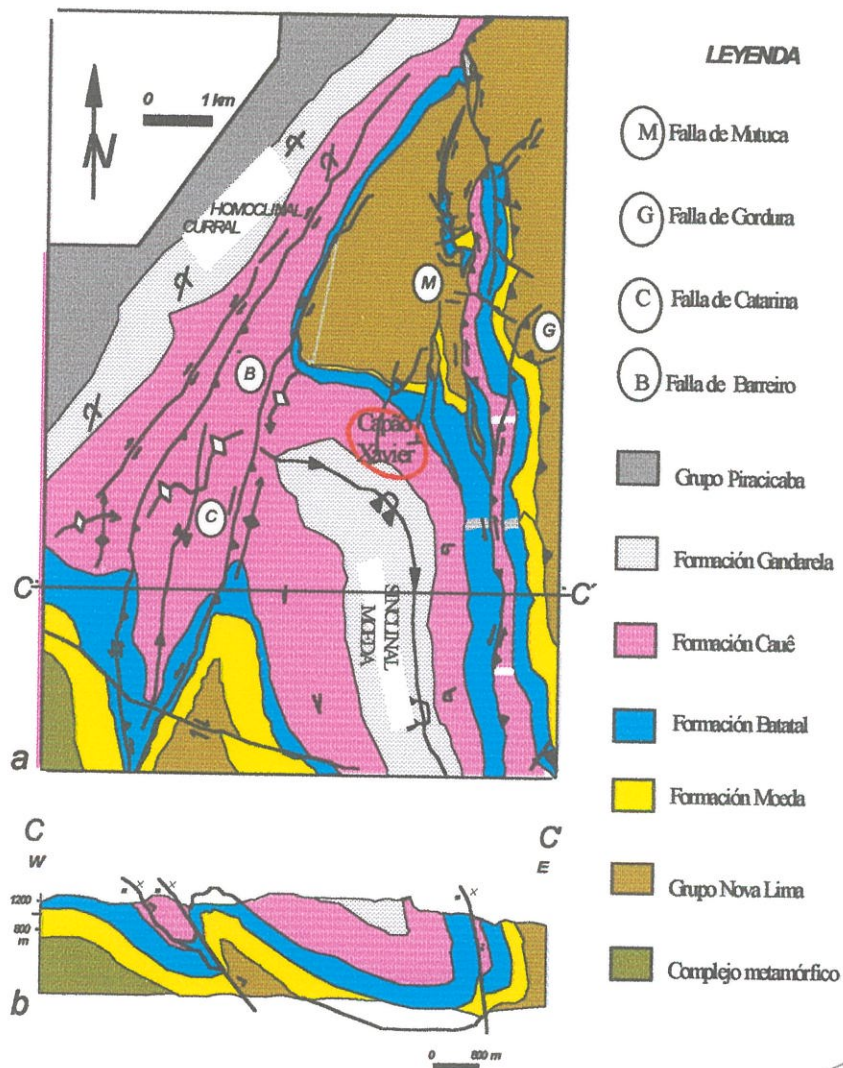 LEYENDA
N
0 1 km
HOMOCLINAL
CURRAL
M
G
B
Capão
Xavier
C
C
C'
SINCLINAL
MOEDA
a
M Falla de Mutuca
G Falla de Gordura
C Falla de Catarina
B Falla de Barreiro
Grupo Piracicaba
Formación Gandarela
Formación Cauê
Formación Batatal
Formación Moeda
Grupo Nova Lima
Complejo metamórfico
C
W
C'
E
1200
800
m
b
0 800 m